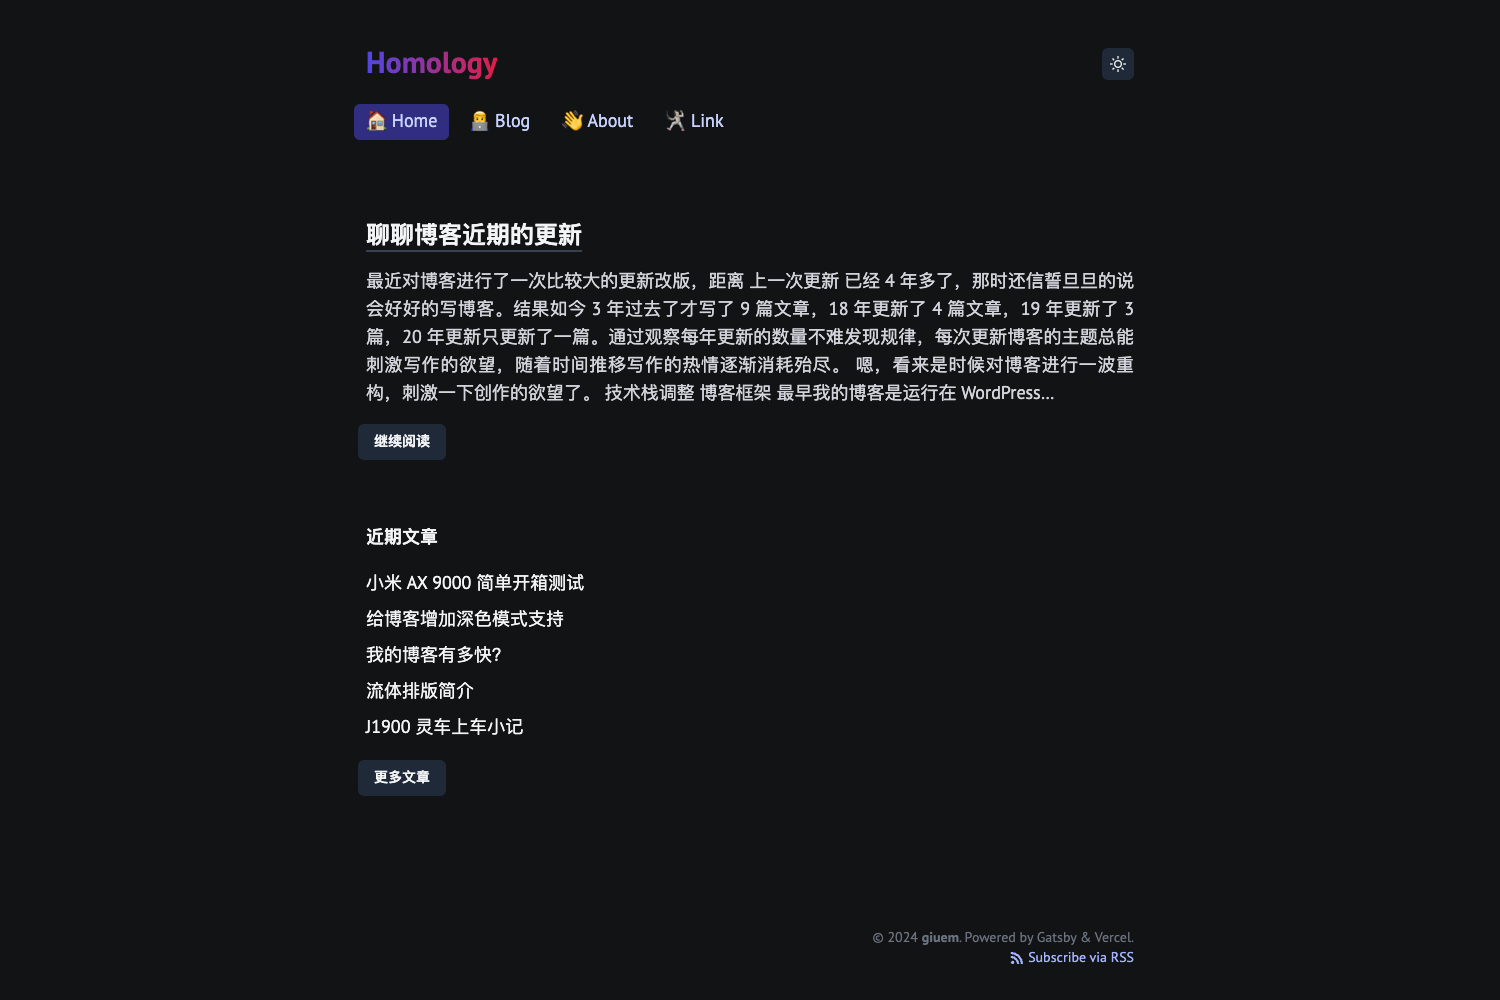 Homology
Home
Blog
About
Link
聊聊博客近期的更新
最近对博客进行了一次比较大的更新改版，距离 上一次更新 已经 4 年多了，那时还信誓旦旦的说
会好好的写博客。结果如今 3 年过去了才写了 9 篇文章，18 年更新了 4 篇文章，19 年更新了 3
篇，20 年更新只更新了一篇。通过观察每年更新的数量不难发现规律，每次更新博客的主题总能
刺激写作的欲望，随着时间推移写作的热情逐渐消耗殆尽。 嗯，看来是时候对博客进行一波重
构，刺激一下创作的欲望了。 技术栈调整 博客框架 最早我的博客是运行在 WordPress…
继续阅读
近期文章
小米 AX 9000 简单开箱测试
给博客增加深色模式支持
我的博客有多快？
流体排版简介
J1900 灵车上车小记
更多文章
© 2024 giuem. Powered by Gatsby & Vercel.
Subscribe via RSS